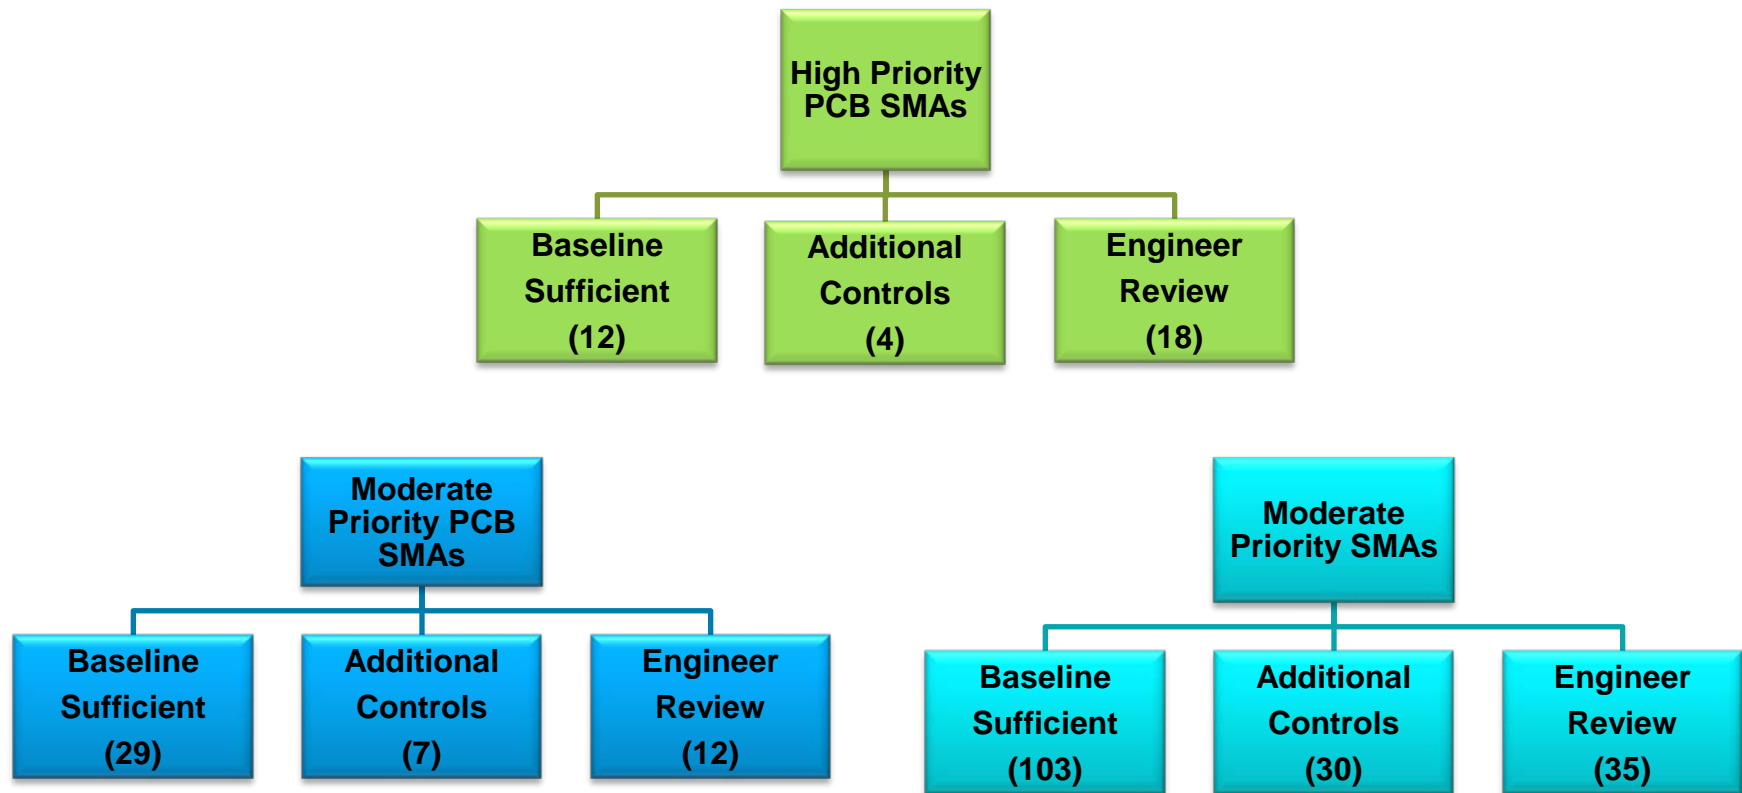 High Priority
PCB SMAs
Baseline
Sufficient
(12)
Additional
Controls
(4)
Engineer
Review
(18)
Moderate
Priority PCB
SMAs
Baseline
Sufficient
(29)
Additional
Controls
(7)
Engineer
Review
(12)
Moderate
Priority SMAs
Baseline
Sufficient
(103)
Additional
Controls
(30)
Engineer
Review
(35)